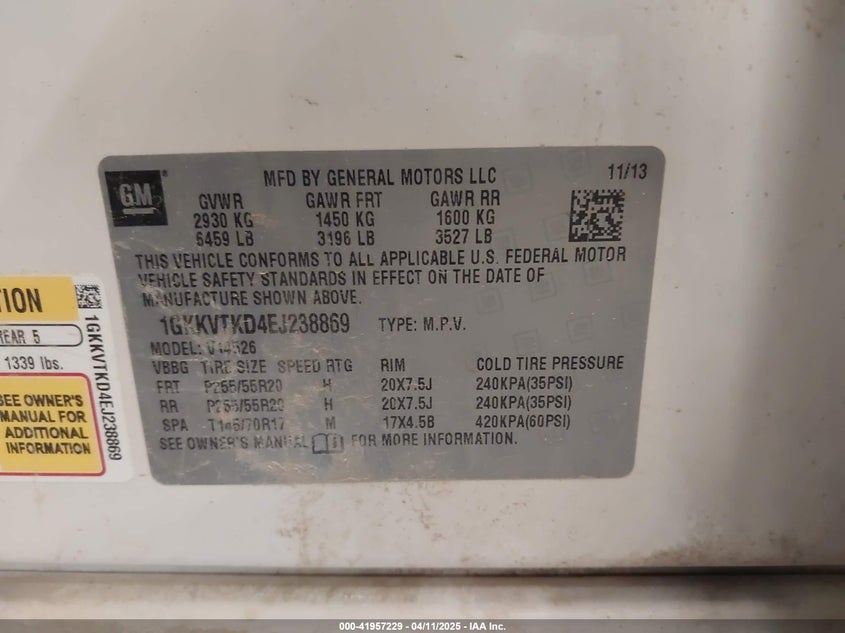 GM
MFD BY GENERAL MOTORS LLC
11/13
GVWR GAWR FRT GAWR RR
2930 KG 1450 KG 1600 KG
6459 LB 3196 LB 3527 LB
THIS VEHICLE CONFORMS TO ALL APPLICABLE U.S. FEDERAL MOTOR
VEHICLE SAFETY STANDARDS IN EFFECT ON THE DATE OF
MANUFACTURE SHOWN ABOVE.
1GKKVTKD4EJ238869 TYPE: M.P.V.
MODEL:
VBBG TIRE SIZE SPEED RTG RIM COLD TIRE PRESSURE
FRT P255/55R20 H 20X7.5J 240KPA(35PSI)
RR P255/55R20 H 20X7.5J 240KPA(35PSI)
SPA T145/70R17 M 17X4.5B 420KPA(60PSI)
SEE OWNER'S MANUAL FOR MORE INFORMATION.
TION
REAR 5
1339 lbs.
SEE OWNER'S
MANUAL FOR
ADDITIONAL
INFORMATION
1GKKVTKD4EJ238869
000-41957229 - 04/11/2025 - IAA Inc.